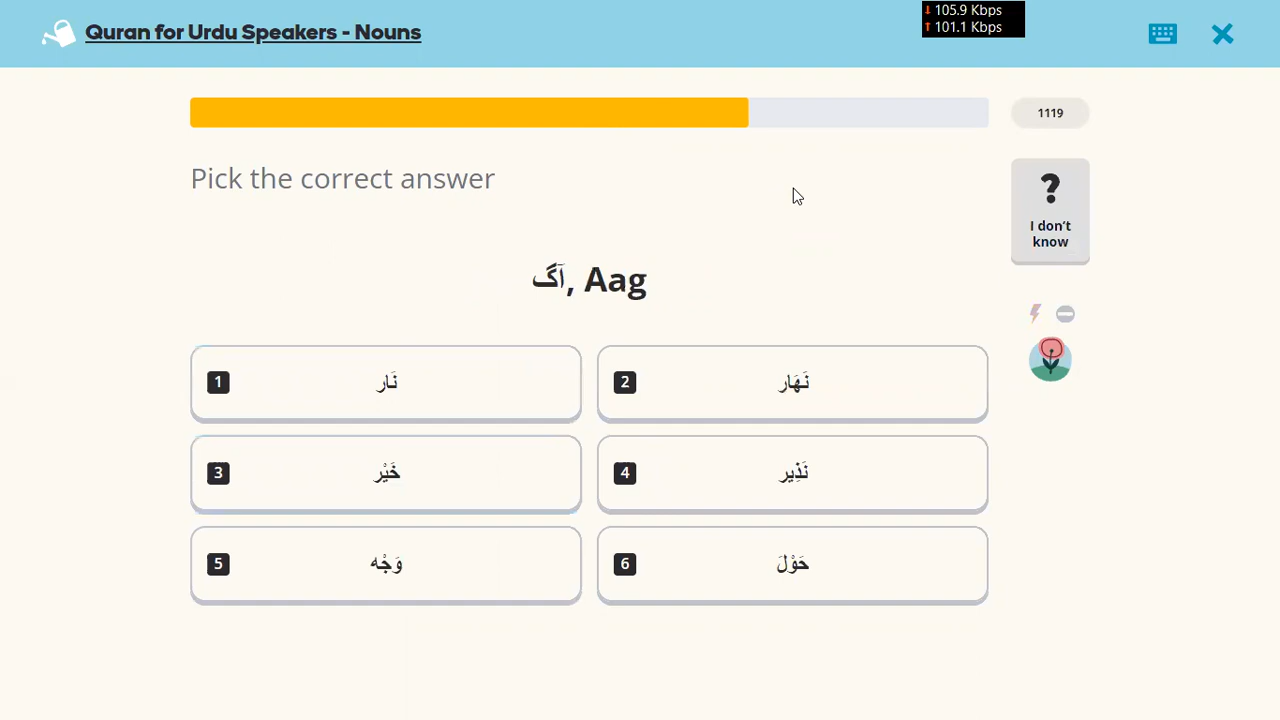 Quran for Urdu Speakers - Nouns
↓ 105.9 Kbps
↑ 101.1 Kbps
1119
Pick the correct answer
?
I don't
know
آگ, Aag
1 نَار
2 نَهَار
3 خَيْر
4 نَذِير
5 وَجْه
6 حَوْلَ